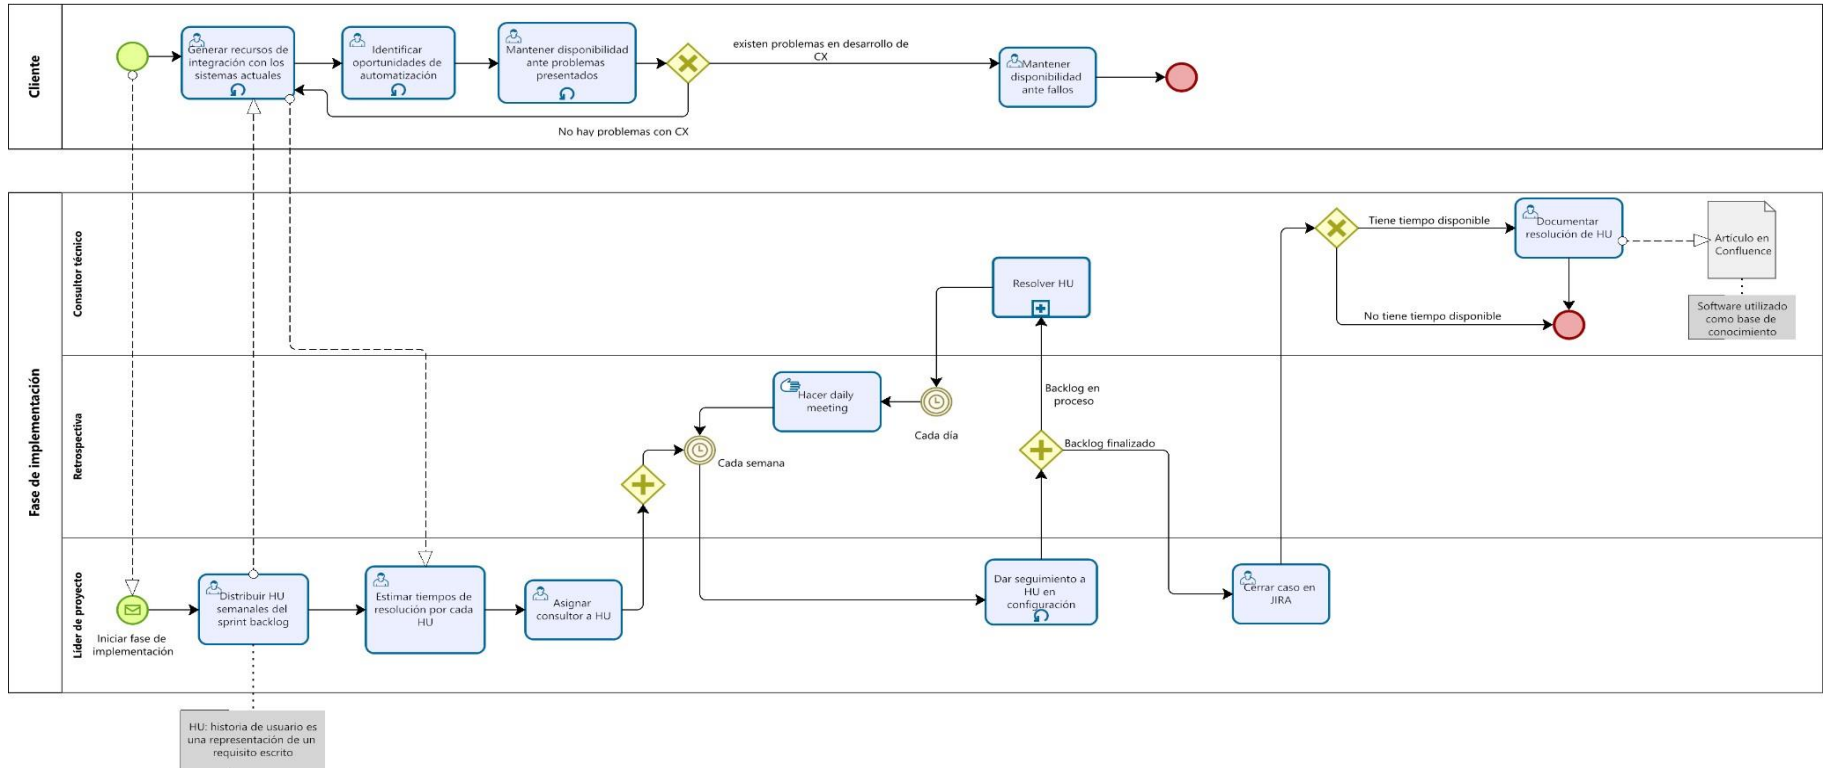 Cliente
Generar recursos de
integración con los
sistemas actuales
Identificar
oportunidades de
automatización
Mantener disponibilidad
ante problemas
presentados
existen problemas en desarrollo de
CX
No hay problemas con CX
Mantener
disponibilidad
ante fallos
Fase de implementación
Consultor técnico
Resolver HU
Tiene tiempo disponible
No tiene tiempo disponible
Documentar
resolución de HU
Artículo en
Confluence
Software utilizado
como base de
conocimiento
Retrospectiva
Hacer daily
meeting
Cada día
Cada semana
Backlog en
proceso
Backlog finalizado
Líder de proyecto
Iniciar fase de
implementación
Distribuir HU
semanales del
sprint backlog
Estimar tiempos de
resolución por cada
HU
Asignar
consultor a HU
Dar seguimiento a
HU en
configuración
Cerrar caso en
JIRA
HU: historia de usuario es
una representación de un
requisito escrito